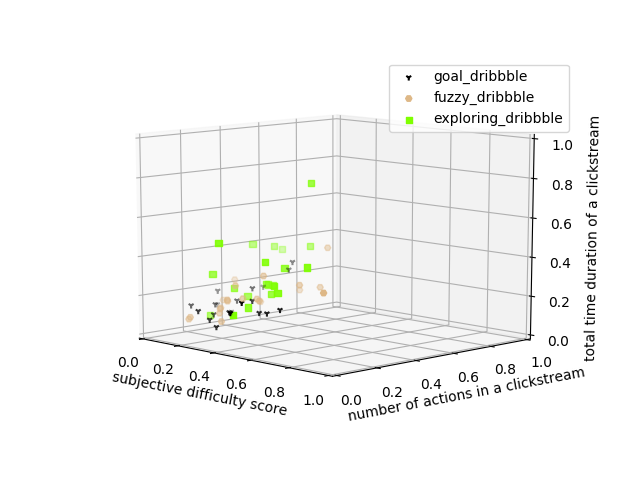 goal_dribbble
fuzzy_dribbble
exploring_dribbble
1.0
0.8
0.6
0.4
0.2
0.0
total time duration of a clickstream
0.0 0.2 0.4 0.6 0.8 1.0
subjective difficulty score
0.0 0.2 0.4 0.6 0.8 1.0
number of actions in a clickstream